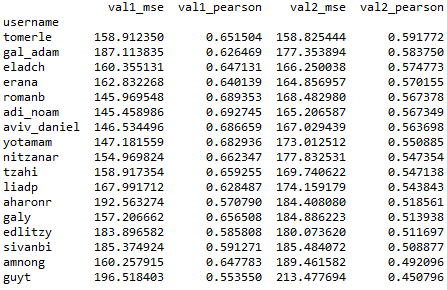 val1_mse val1_pearson val2_mse val2_pearson
username
tomerle 158.912350 0.651504 158.825444 0.591772
gal_adam 187.113835 0.626469 177.353894 0.583750
eladch 160.355131 0.647131 166.250038 0.574773
erana 162.832268 0.640139 164.856957 0.570155
romanb 145.969548 0.689353 168.482980 0.567378
adi_noam 145.458986 0.692745 165.206587 0.567349
aviv_daniel 146.534496 0.686659 167.029439 0.563698
yotamam 147.181559 0.682936 173.012512 0.550885
nitzanar 154.969824 0.662347 177.832531 0.547354
tzahi 158.917354 0.659255 169.740622 0.547138
liadp 167.991712 0.628487 174.159179 0.543843
aharonr 192.563274 0.570790 184.408080 0.518561
galy 157.206662 0.656508 184.886223 0.513938
edlitzy 183.896582 0.585808 180.073620 0.511697
sivanbi 185.374924 0.591271 185.484072 0.508877
amnong 160.257915 0.647783 189.461582 0.492096
guyt 196.518403 0.553550 213.477694 0.450796